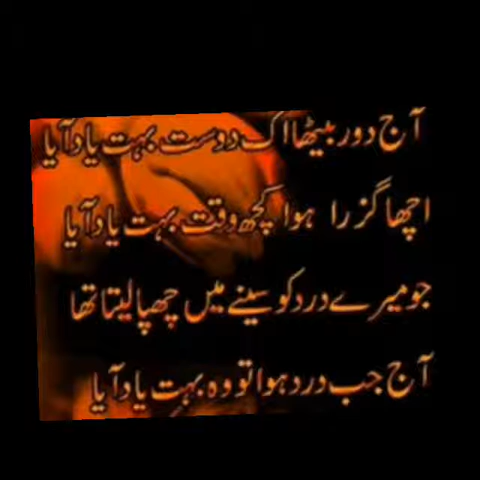 آج دور بیٹھا اک دوست بہت یاد آیا
اچھا گزرا ہوا کچھ وقت بہت یاد آیا
جو میرے درد کو سینے میں چھپا لیتا تھا
آج جب درد ہوا تو وہ بہت یاد آیا